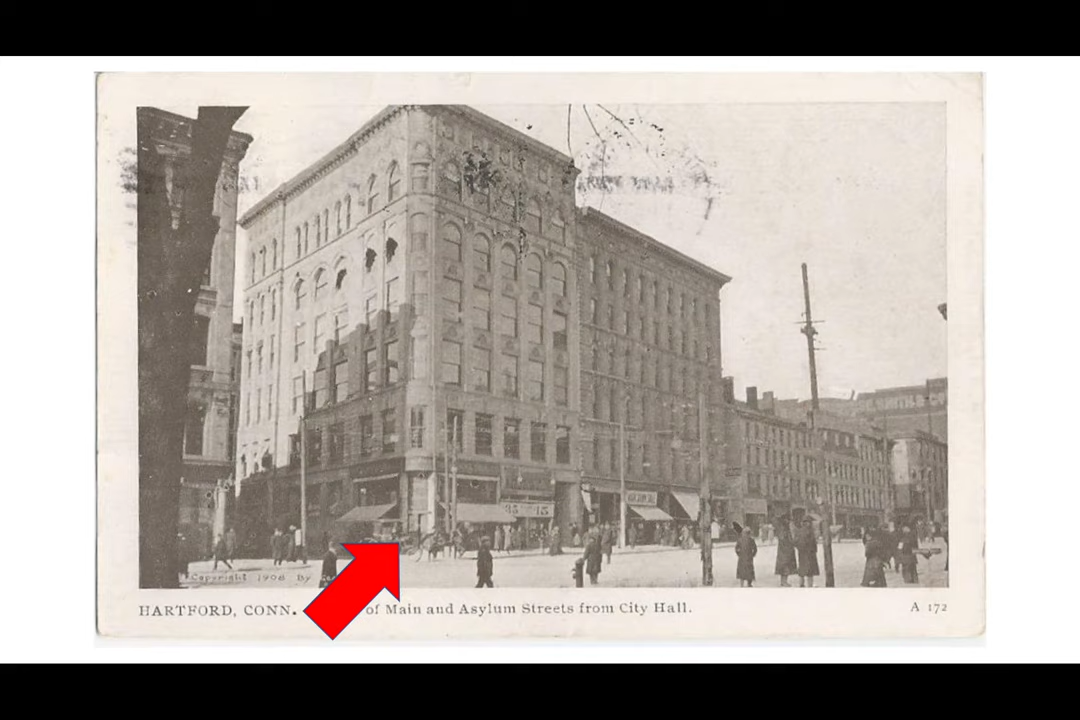 Copyright 1908 By
HARTFORD, CONN. of Main and Asylum Streets from City Hall.
A 172